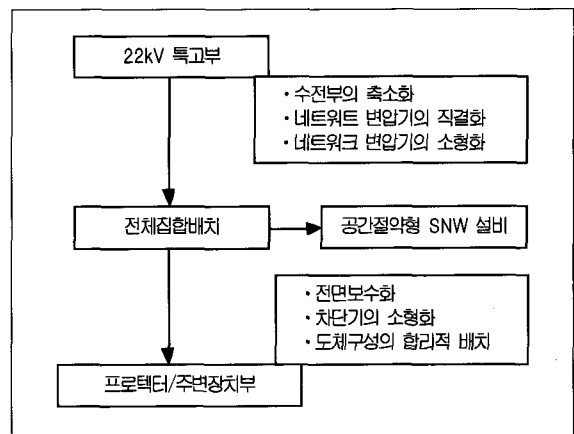 22kV 특고부
· 수전부의 축소화
· 네트워트 변압기의 직결화
· 네트워크 변압기의 소형화
전체집합배치
공간절약형 SNW 설비
· 전면보수화
· 차단기의 소형화
· 도체구성의 합리적 배치
프로텍터/주변장치부